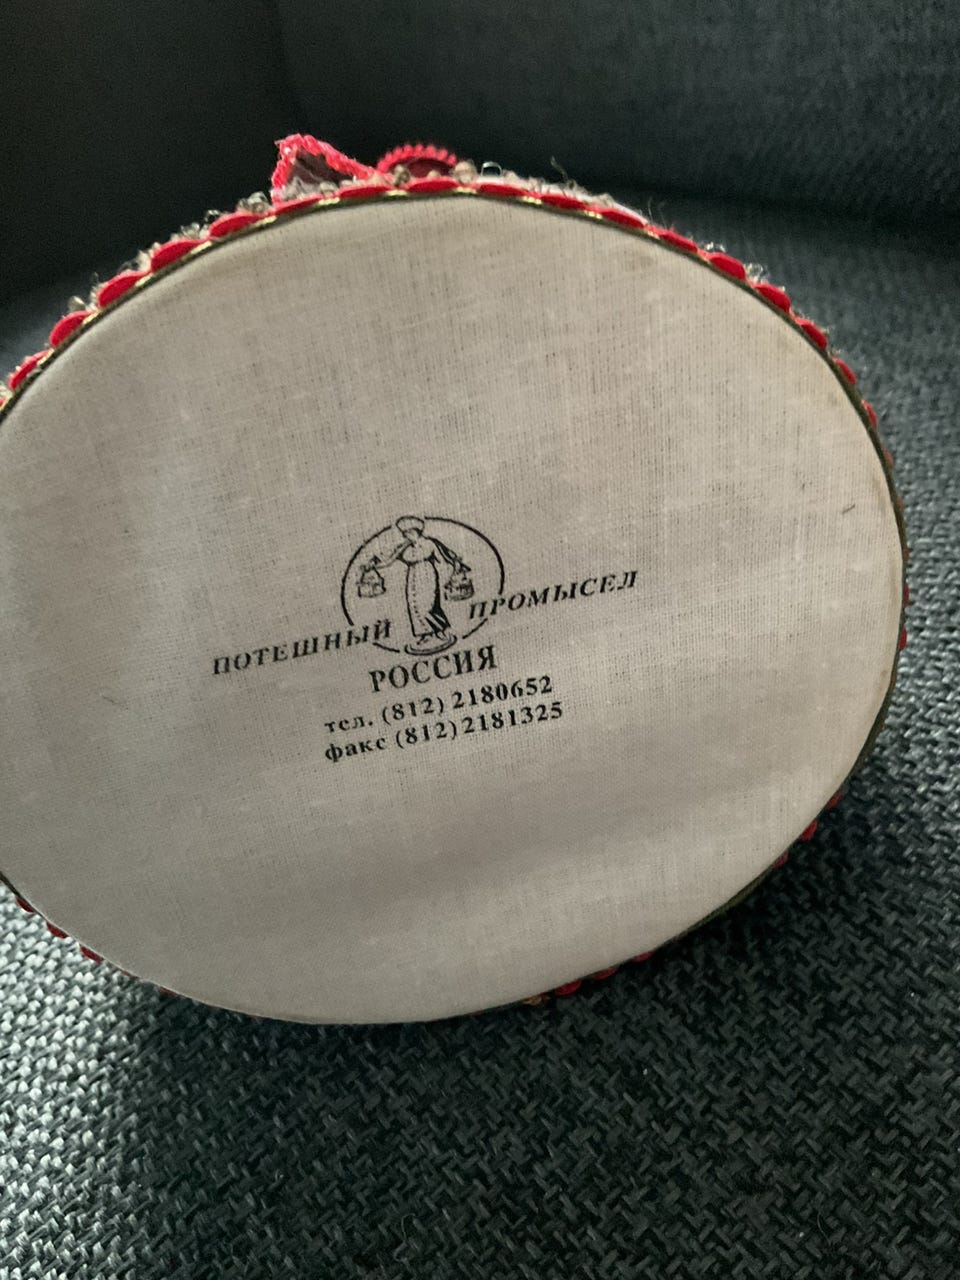 ПОТЕШНЫЙ ПРОМЫСЕЛ
РОССИЯ
тел. (812) 2180652
факс (812) 2181325